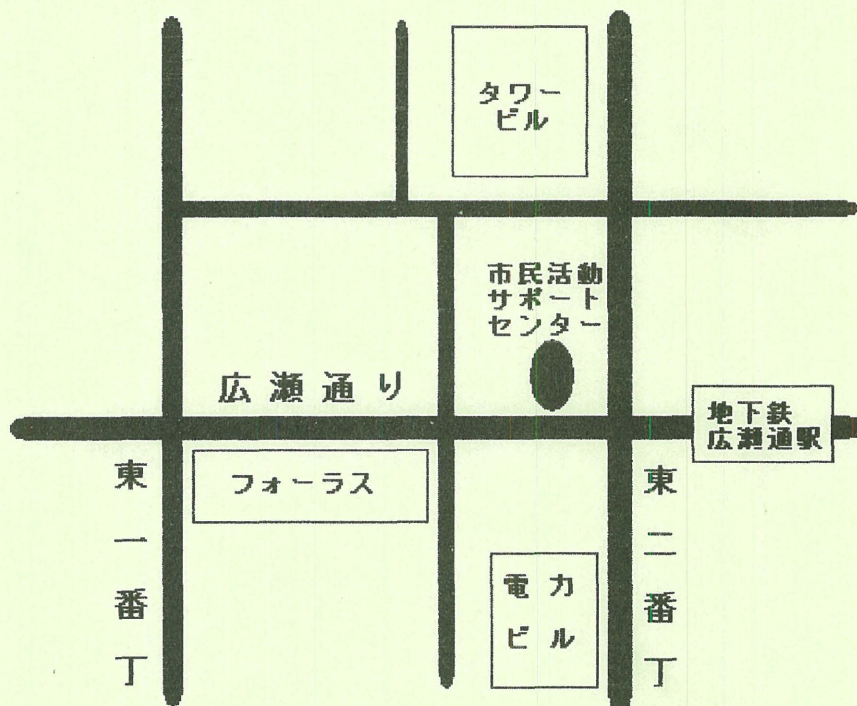 タワー
ビル
市民活動
サポート
センター
広瀬通り
地下鉄
広瀬通駅
フォーラス
東一番丁
東二番丁
電力
ビル